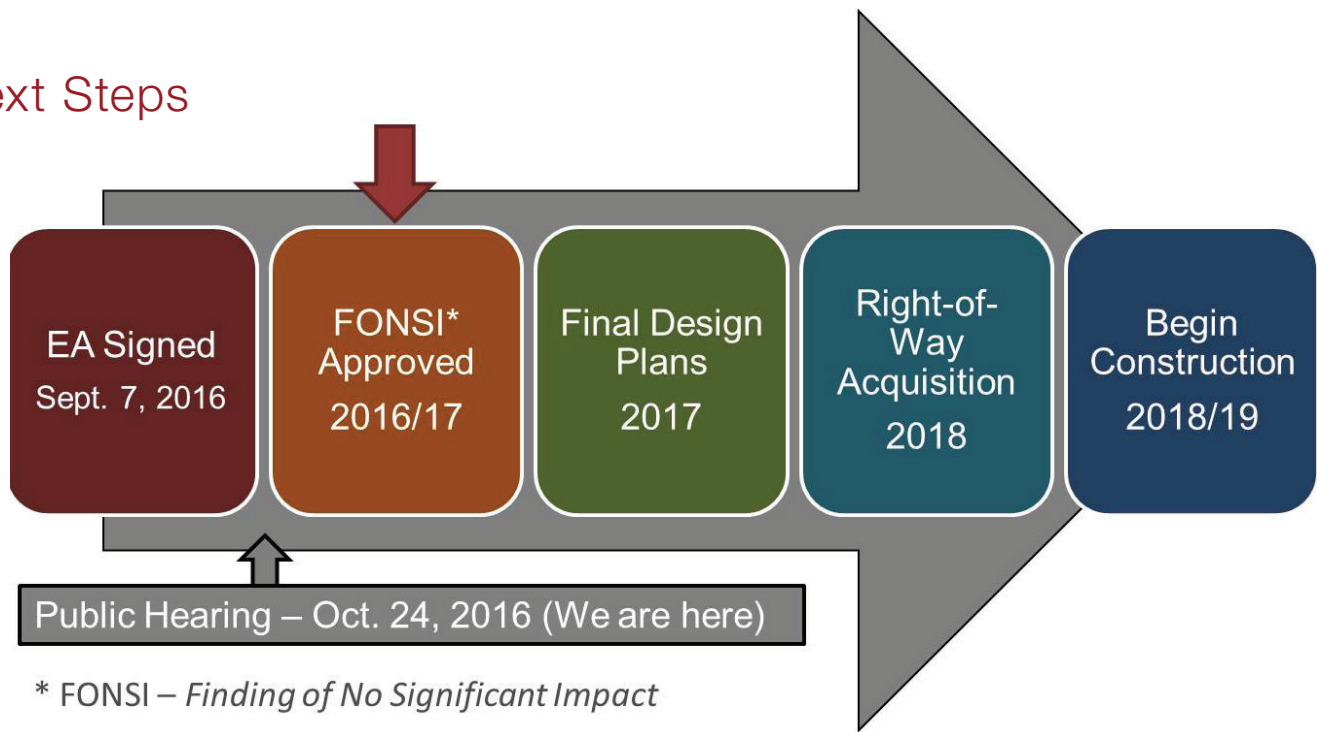 ext Steps
EA Signed
Sept. 7, 2016
FONSI*
Approved
2016/17
Final Design
Plans
2017
Right-of-
Way
Acquisition
2018
Begin
Construction
2018/19
Public Hearing – Oct. 24, 2016 (We are here)
* FONSI – Finding of No Significant Impact